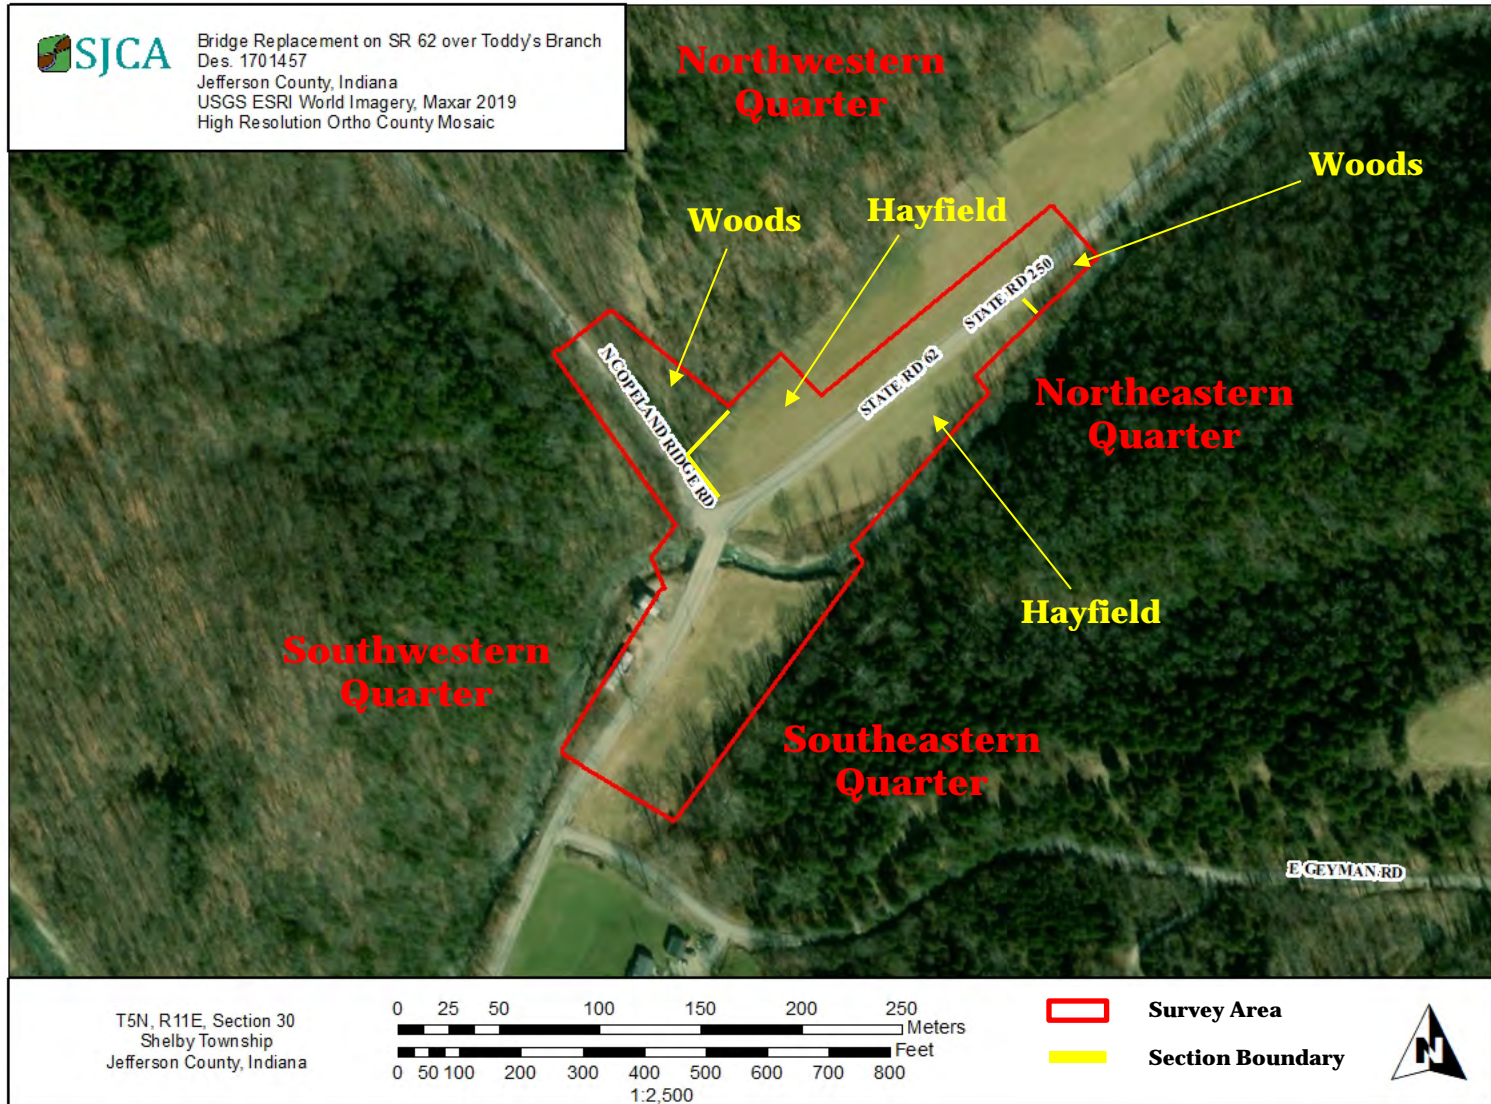 SJCA
Bridge Replacement on SR 62 over Toddy's Branch
Des. 1701457
Jefferson County, Indiana
USGS ESRI World Imagery, Maxar 2019
High Resolution Ortho County Mosaic
Northwestern
Quarter
Woods
Hayfield
Woods
STATE RD 250
STATE RD 62
N COPELAND RIDGE RD
Northeastern
Quarter
Hayfield
Southwestern
Quarter
Southeastern
Quarter
E GEYMAN RD
T5N, R11E, Section 30
Shelby Township
Jefferson County, Indiana
0 25 50 100 150 200 250
Meters
Feet
0 50 100 200 300 400 500 600 700 800
1:2,500
Survey Area
Section Boundary
N